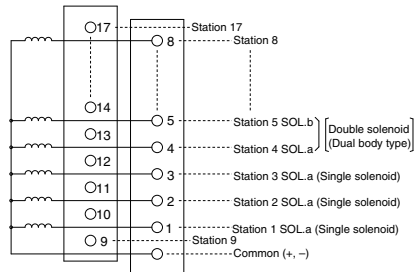 17 Station 17
8 Station 8
14
5 Station 5 SOL.b
13
4 Station 4 SOL.a
Double solenoid
(Dual body type)
12
3 Station 3 SOL.a (Single solenoid)
11
2 Station 2 SOL.a (Single solenoid)
10
1 Station 1 SOL.a (Single solenoid)
9 Station 9
Common (+, –)